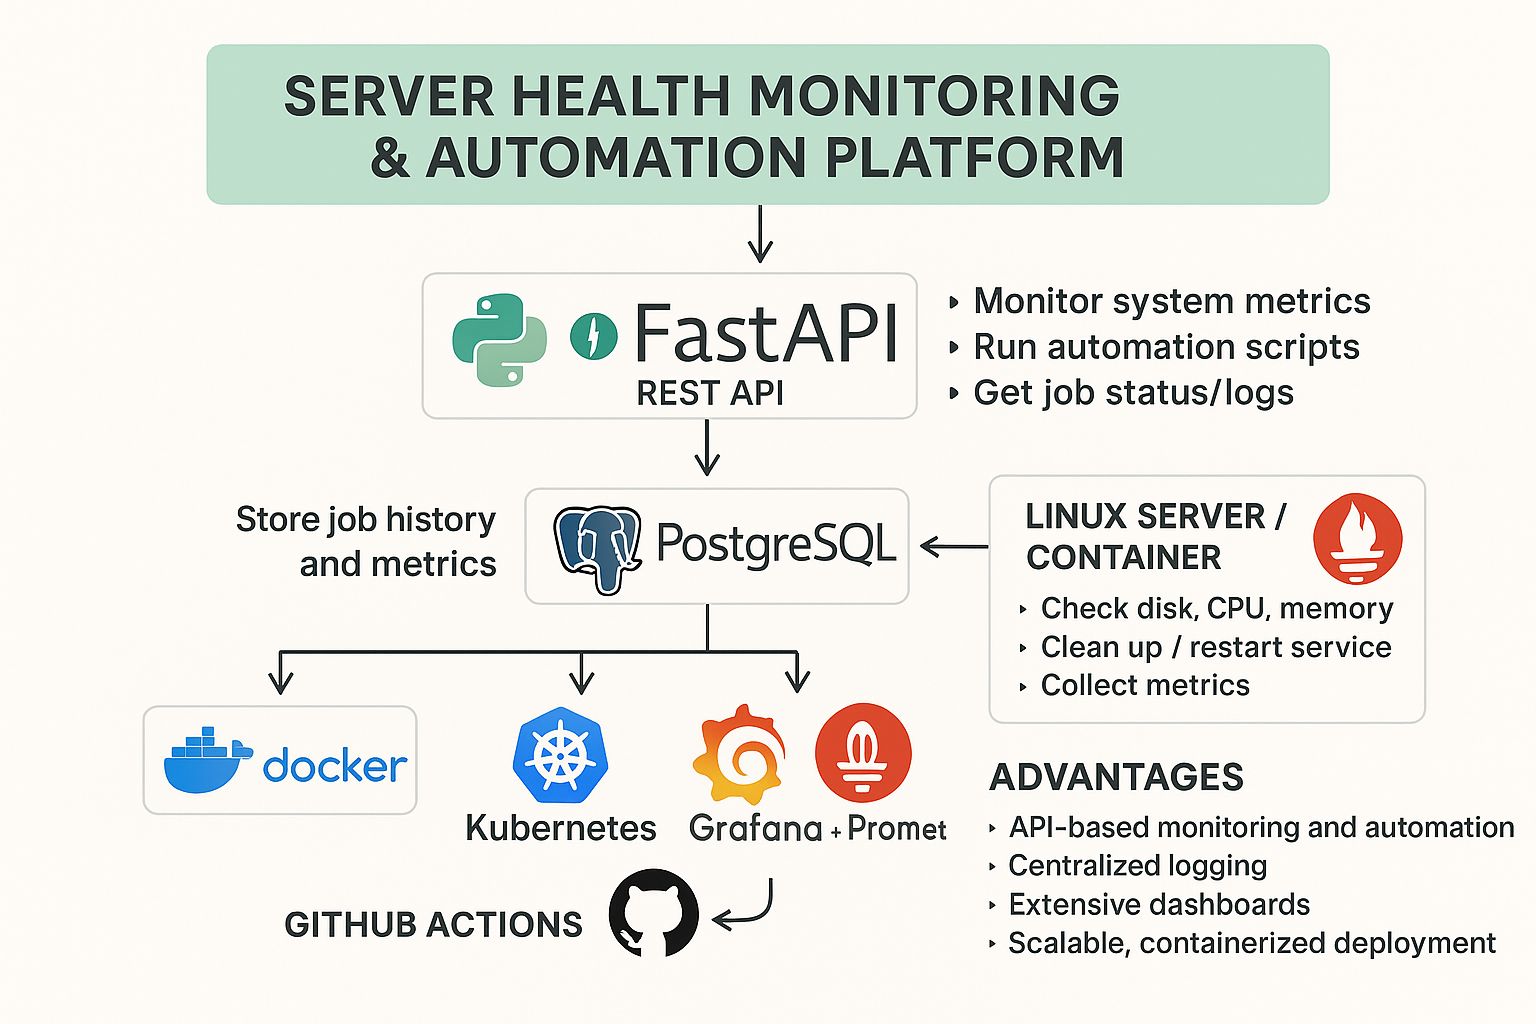 SERVER HEALTH MONITORING
& AUTOMATION PLATFORM
FastAPI
REST API
‣ Monitor system metrics
‣ Run automation scripts
‣ Get job status/logs
Store job history
and metrics
PostgreSQL
LINUX SERVER /
CONTAINER
‣ Check disk, CPU, memory
‣ Clean up / restart service
‣ Collect metrics
docker
Kubernetes
Grafana + Promet
GITHUB ACTIONS
ADVANTAGES
‣ API-based monitoring and automation
‣ Centralized logging
‣ Extensive dashboards
‣ Scalable, containerized deployment